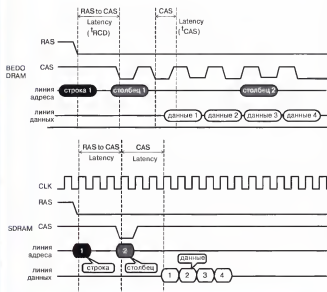 RAS to CAS
CAS
Latency
(tRCD)
Latency
(tCAS)
RAS
BEDO
DRAM
CAS
линия
адреса
строка 1
столбец 1
столбец 2
линия
данных
данные 1
данные 2
данные 3
данные 4
RAS to CAS
CAS
Latency
Latency
CLK
RAS
SDRAM
CAS
линия
адреса
1
2
строка
столбец
данные
линия
данных
1
2
3
4